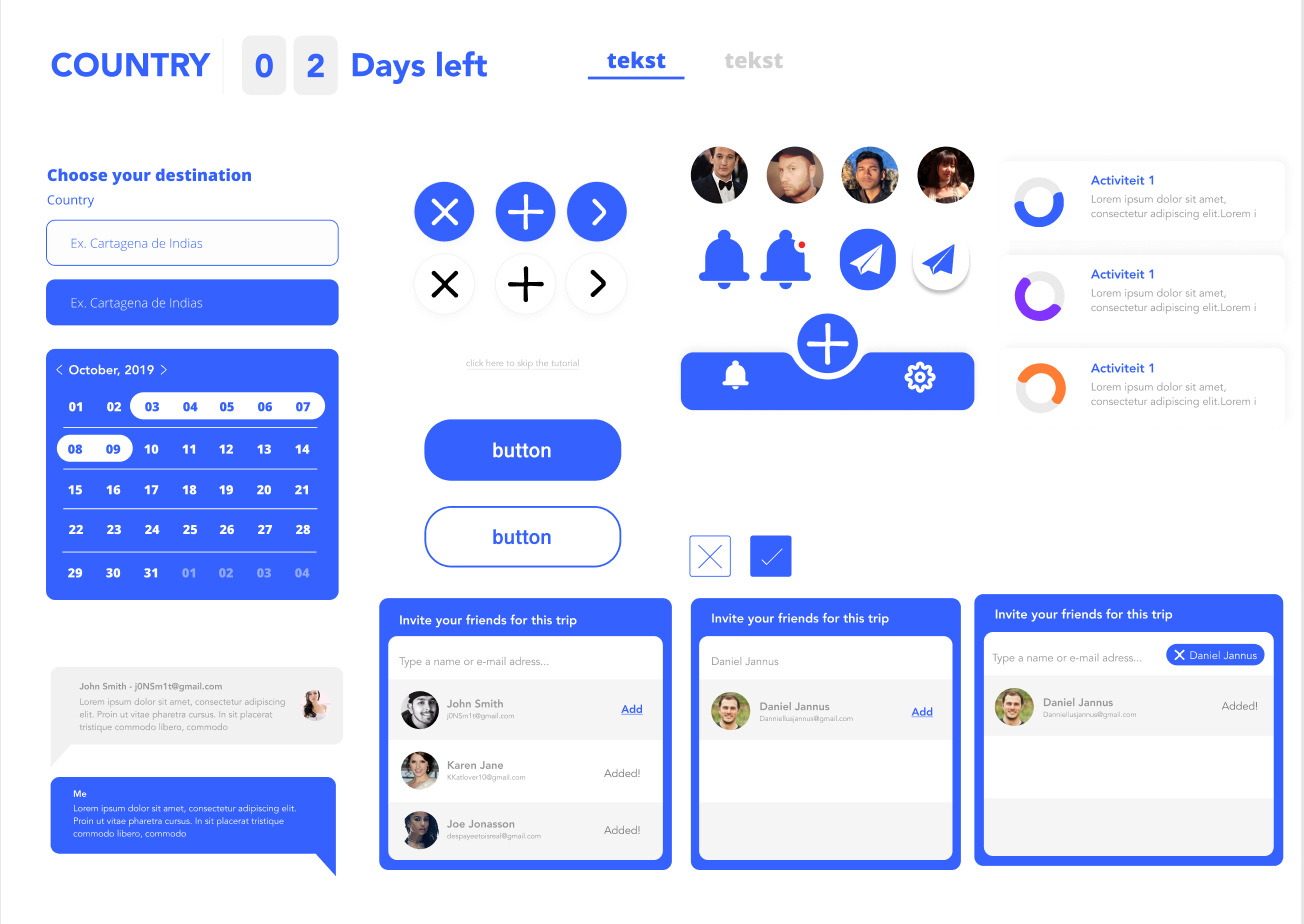 COUNTRY 0 2 Days left
tekst tekst
Choose your destination
Country
Ex. Cartagena de Indias
Ex. Cartagena de Indias
October, 2019
01 02 03 04 05 06 07
08 09 10 11 12 13 14
15 16 17 18 19 20 21
22 23 24 25 26 27 28
29 30 31 01 02 03 04
click here to skip the tutorial
button
button
Activiteit 1
Lorem ipsum dolor sit amet,
consectetur adipiscing elit.Lorem i
Activiteit 1
Lorem ipsum dolor sit amet,
consectetur adipiscing elit.Lorem i
Activiteit 1
Lorem ipsum dolor sit amet,
consectetur adipiscing elit.Lorem i
John Smith - j0NSm1t@gmail.com
Lorem ipsum dolor sit amet, consectetur adipiscing
elit. Proin ut vitae pharetra cursus. In sit placerat
tristique commodo libero, commodo
Me
Lorem ipsum dolor sit amet, consectetur adipiscing elit.
Proin ut vitae pharetra cursus. In sit placerat tristique
commodo libero, commodo
Invite your friends for this trip
Type a name or e-mail adress...
John Smith
j0NSm1t@gmail.com
Add
Karen Jane
KKatlover10@gmail.com
Added!
Joe Jonasson
despayeetoisreal@gmail.com
Added!
Invite your friends for this trip
Daniel Jannus
Daniel Jannus
Danniellusjannus@gmail.com
Add
Invite your friends for this trip
Type a name or e-mail adress...
Daniel Jannus
Daniel Jannus
Danniellusjannus@gmail.com
Added!